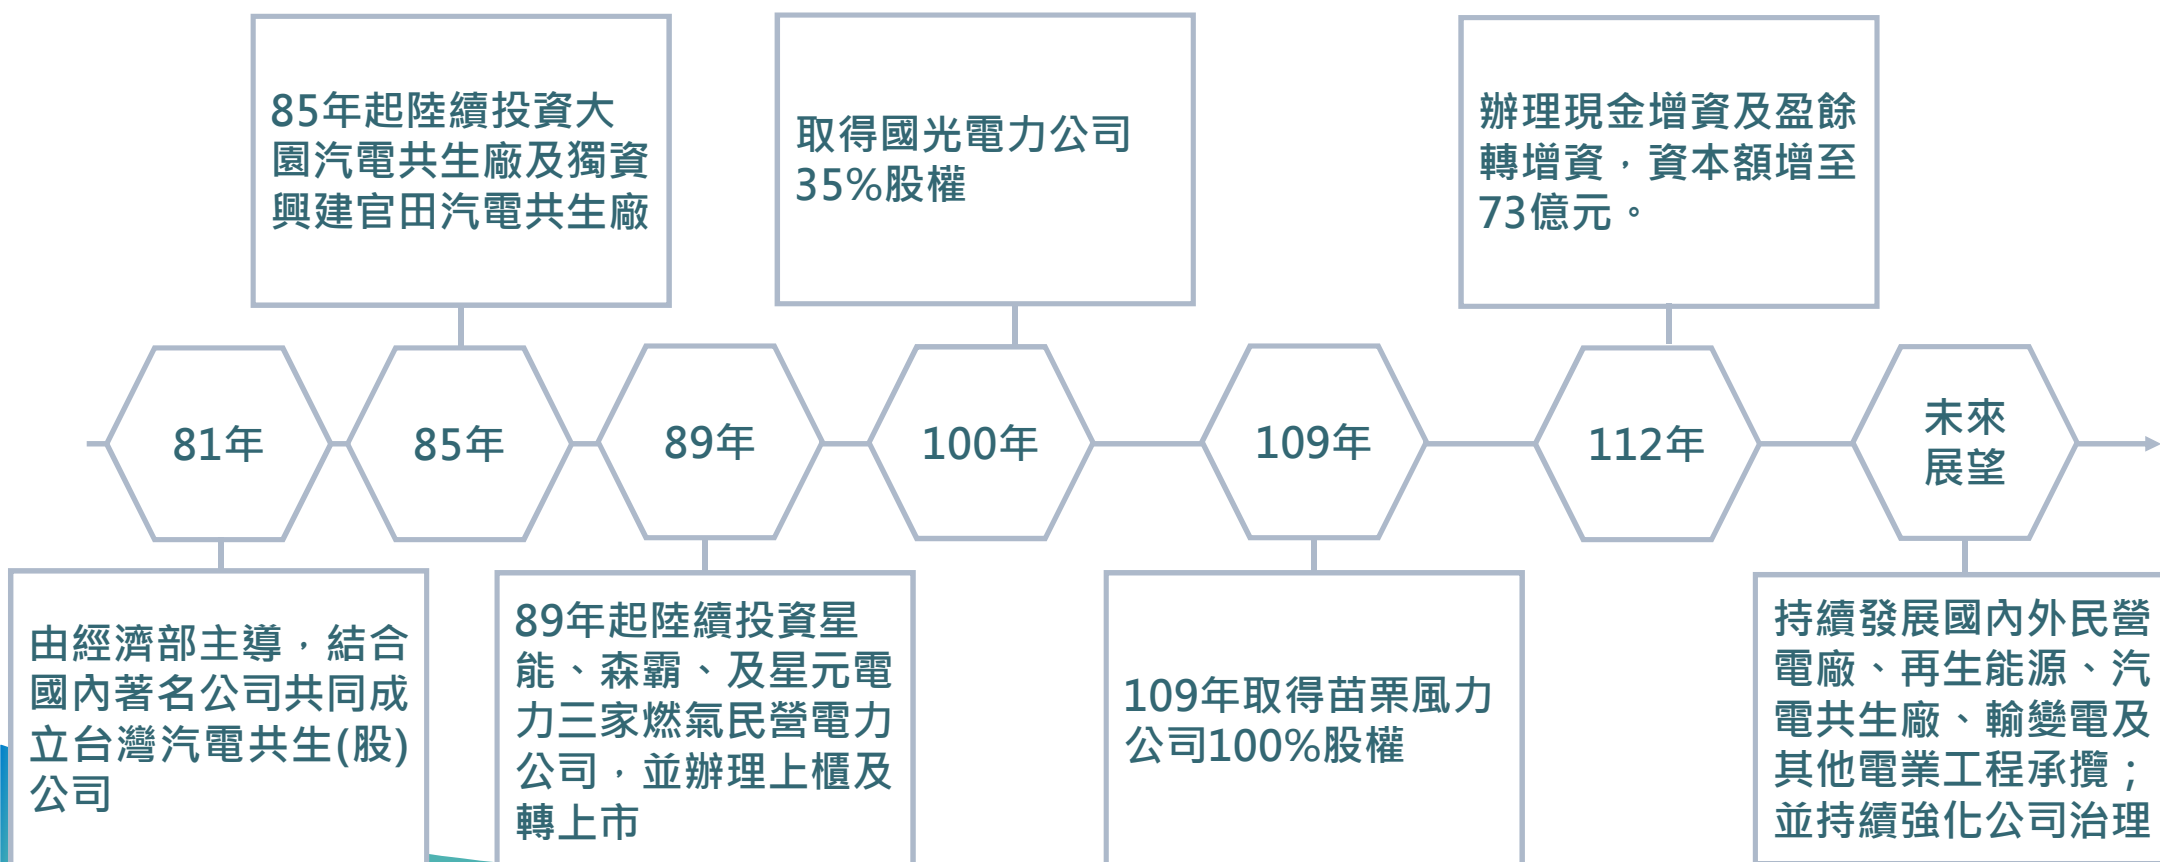 85年起陸續投資大
園汽電共生廠及獨資
興建官田汽電共生廠
取得國光電力公司
35%股權
辦理現金增資及盈餘
轉增資，資本額增至
73億元。
81年
85年
89年
100年
109年
112年
未來
展望
由經濟部主導，結合
國內著名公司共同成
立台灣汽電共生(股)
公司
89年起陸續投資星
能、森霸、及星元電
力三家燃氣民營電力
公司，並辦理上櫃及
轉上市
109年取得苗栗風力
公司100%股權
持續發展國內外民營
電廠、再生能源、汽
電共生廠、輸變電及
其他電業工程承攬；
並持續強化公司治理